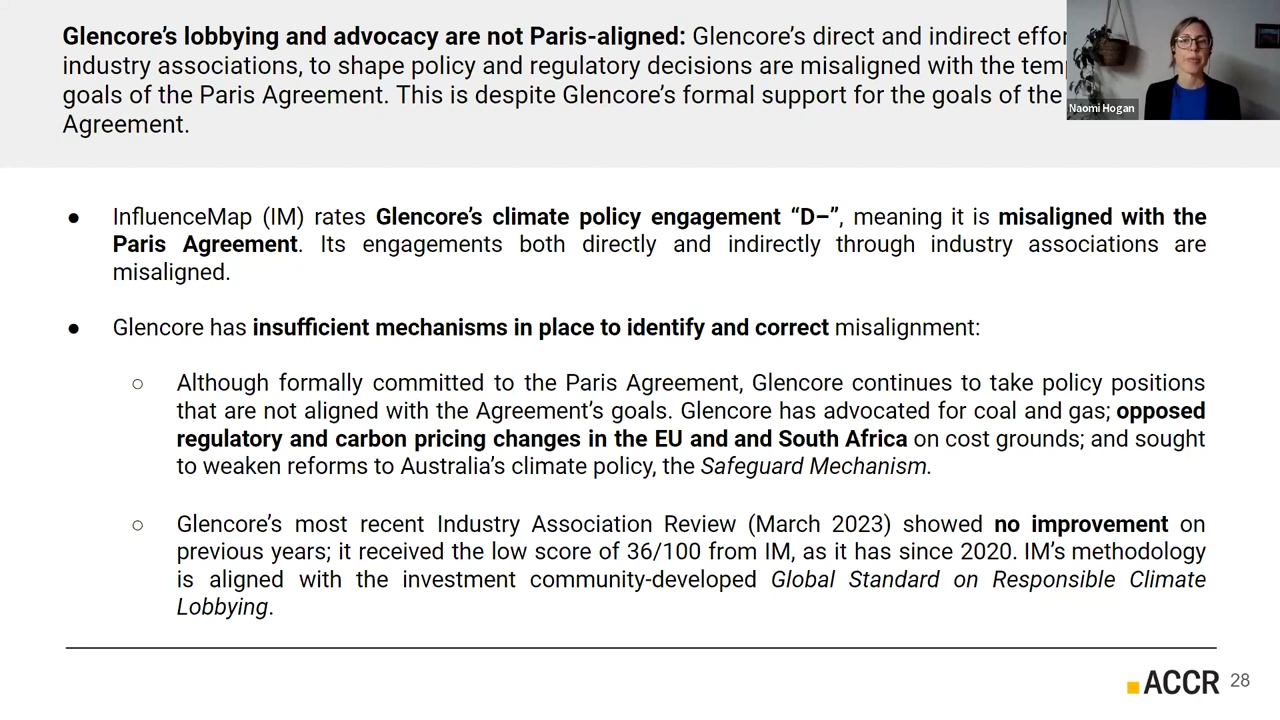 Glencore’s lobbying and advocacy are not Paris-aligned: Glencore’s direct and indirect
industry associations, to shape policy and regulatory decisions are misaligned with the
goals of the Paris Agreement. This is despite Glencore’s formal support for the goals of the
Agreement.
Naomi Hogan
● InfluenceMap (IM) rates Glencore’s climate policy engagement “D–”, meaning it is misaligned with the
Paris Agreement. Its engagements both directly and indirectly through industry associations are
misaligned.
● Glencore has insufficient mechanisms in place to identify and correct misalignment:
○ Although formally committed to the Paris Agreement, Glencore continues to take policy positions
that are not aligned with the Agreement’s goals. Glencore has advocated for coal and gas; opposed
regulatory and carbon pricing changes in the EU and and South Africa on cost grounds; and sought
to weaken reforms to Australia’s climate policy, the Safeguard Mechanism.
○ Glencore’s most recent Industry Association Review (March 2023) showed no improvement on
previous years; it received the low score of 36/100 from IM, as it has since 2020. IM’s methodology
is aligned with the investment community-developed Global Standard on Responsible Climate
Lobbying.
ACCR 28